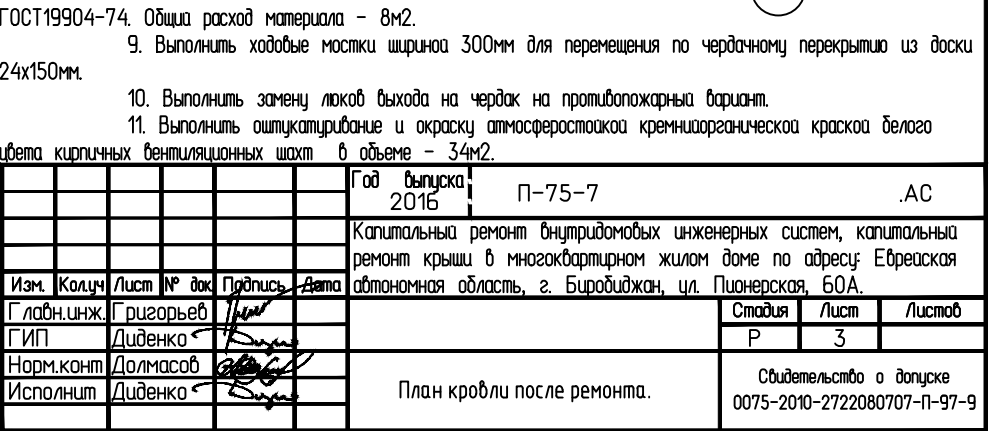 ГОСТ19904-74. Общий расход материала – 8м2.
9. Выполнить ходовые мостки шириной 300мм для перемещения по чердачному перекрытию из доски
24х150мм.
10. Выполнить замену люков выхода на чердак на противопожарный вариант.
11. Выполнить оштукатуривание и окраску атмосферостойкой кремнийорганической краской белого
цвета кирпичных вентиляционных шахт в объеме – 34м2.
Год выпуска
2016
П-75-7 .АС
Капитальный ремонт внутридомовых инженерных систем, капитальный
ремонт крыши в многоквартирном жилом доме по адресу: Еврейская
автономная область, г. Биробиджан, ул. Пионерская, 60А.
Изм. Кол.уч Лист № док Подпись Дата
Главн.инж. Григорьев
ГИП Диденко
Норм.конт Долмасов
Исполнит Диденко
Стадия Лист Листов
Р 3
План кровли после ремонта.
Свидетельство о допуске
0075-2010-2722080707-П-97-9